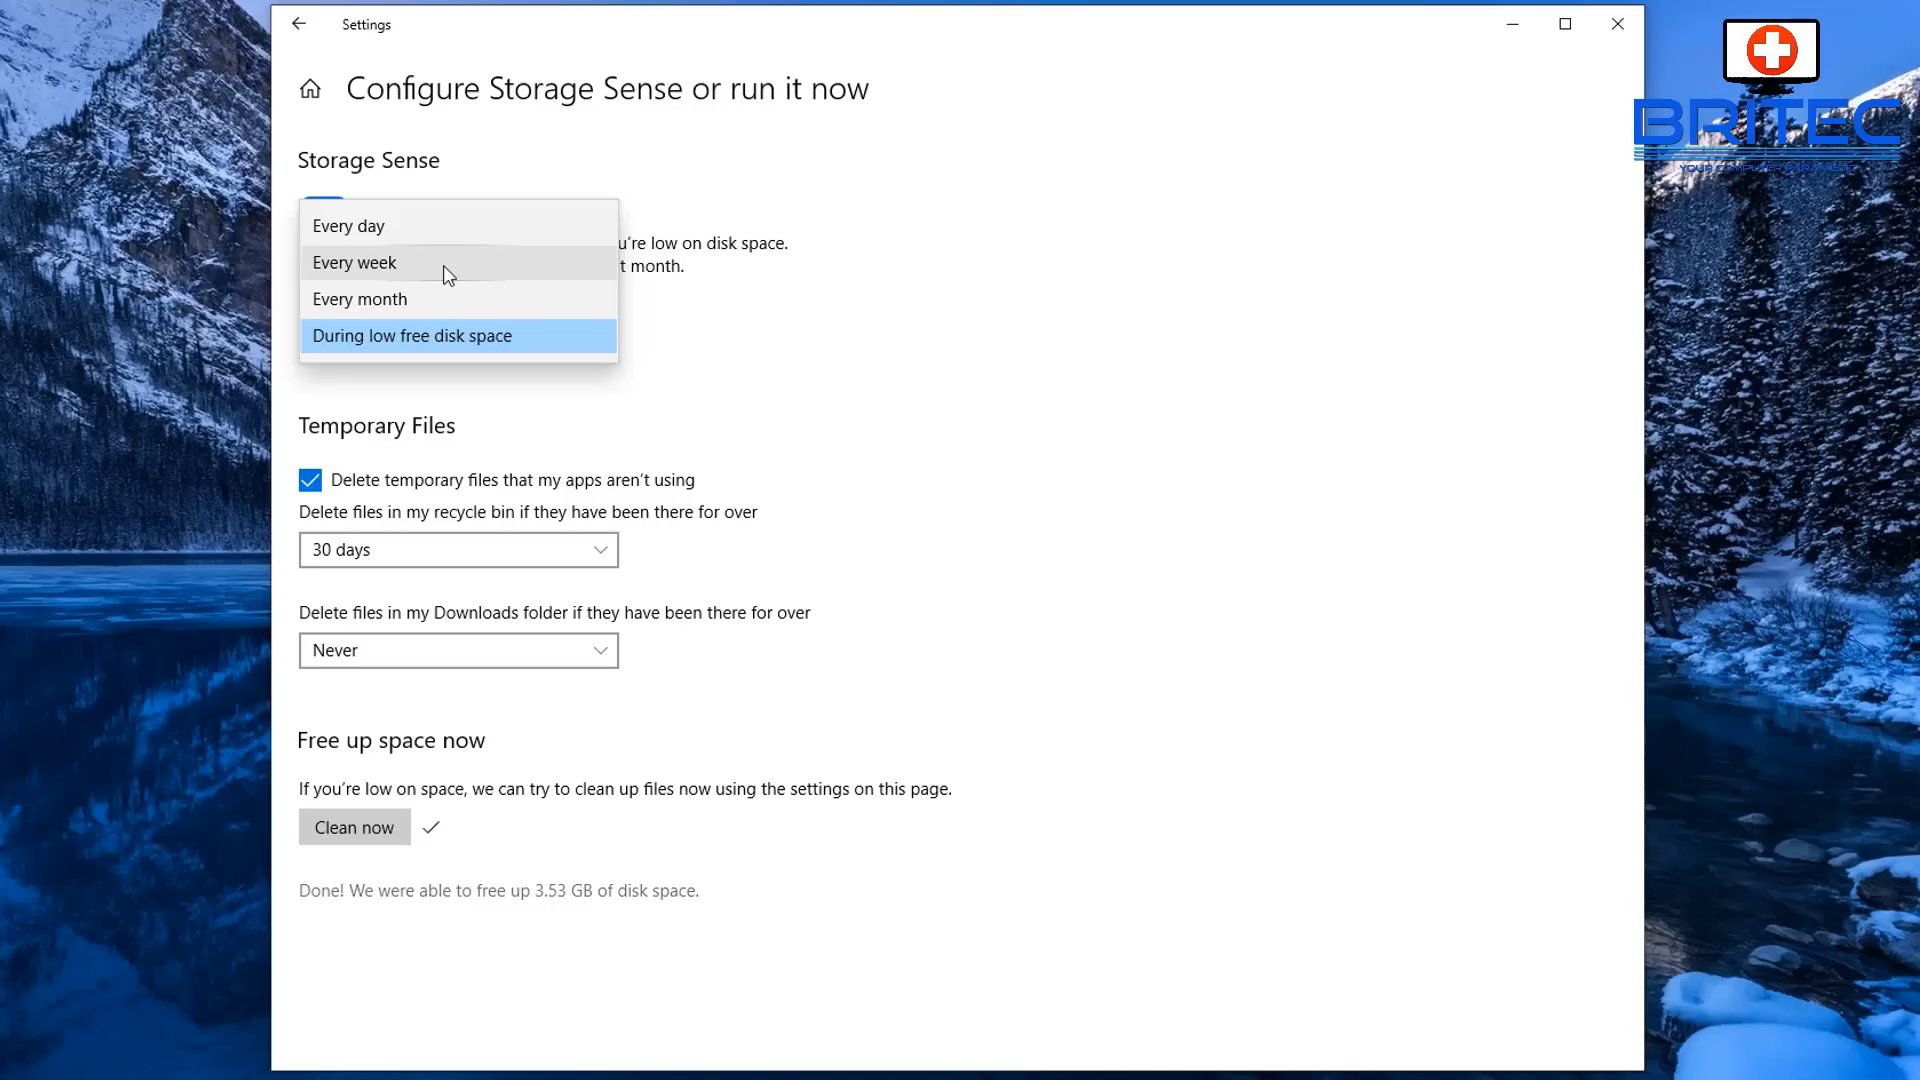 Settings
Configure Storage Sense or run it now
Storage Sense
Every day
u’re low on disk space.
Every week
t month.
Every month
During low free disk space
Temporary Files
Delete temporary files that my apps aren’t using
Delete files in my recycle bin if they have been there for over
30 days
Delete files in my Downloads folder if they have been there for over
Never
Free up space now
If you’re low on space, we can try to clean up files now using the settings on this page.
Clean now
Done! We were able to free up 3.53 GB of disk space.
BRITEC
YOUR COMPUTER PARAMEDIC